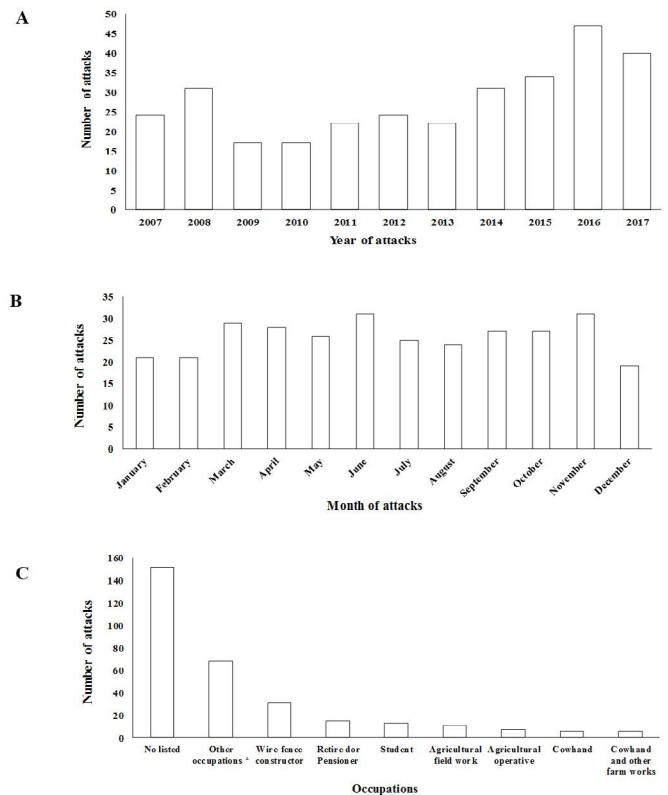 A
50
45
40
35
30
25
20
15
10
5
0
Number of attacks
2007 2008 2009 2010 2011 2012 2013 2014 2015 2016 2017
Year of attacks
B
35
30
25
20
15
10
5
0
Number of attacks
January February March April May June July August September October November December
Month of attacks
C
160
140
120
100
80
60
40
20
0
Number of attacks
No listed Other Wire fence Retire dor Student Agricultural Agricultural Cowhand Cowhand
occupations * constructor Pensioner field work operative and other
farm works
Occupations